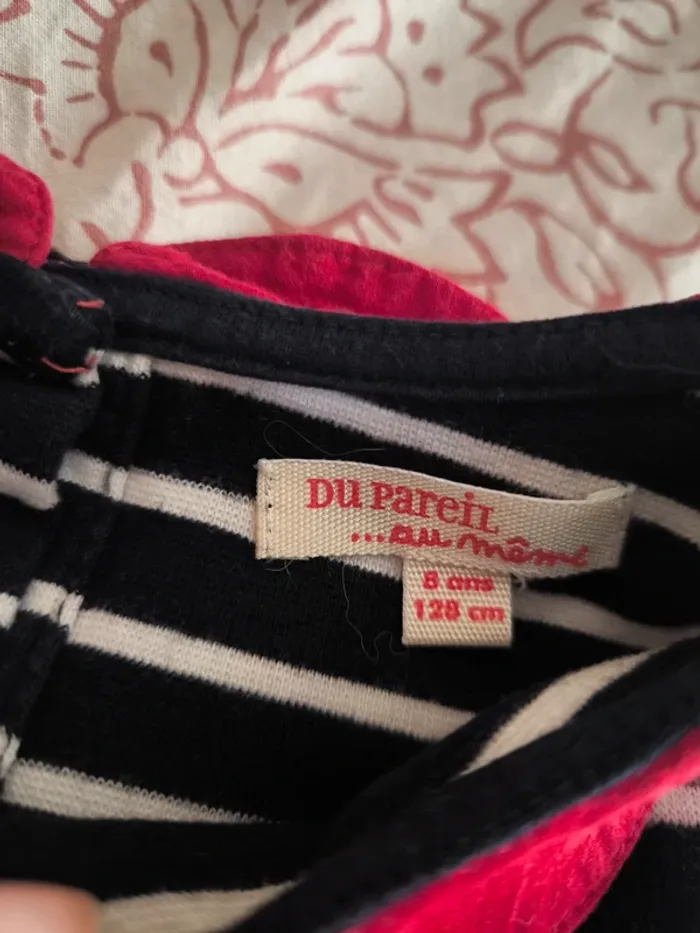 DU PAREIL
...au même
8 ans
128 cm